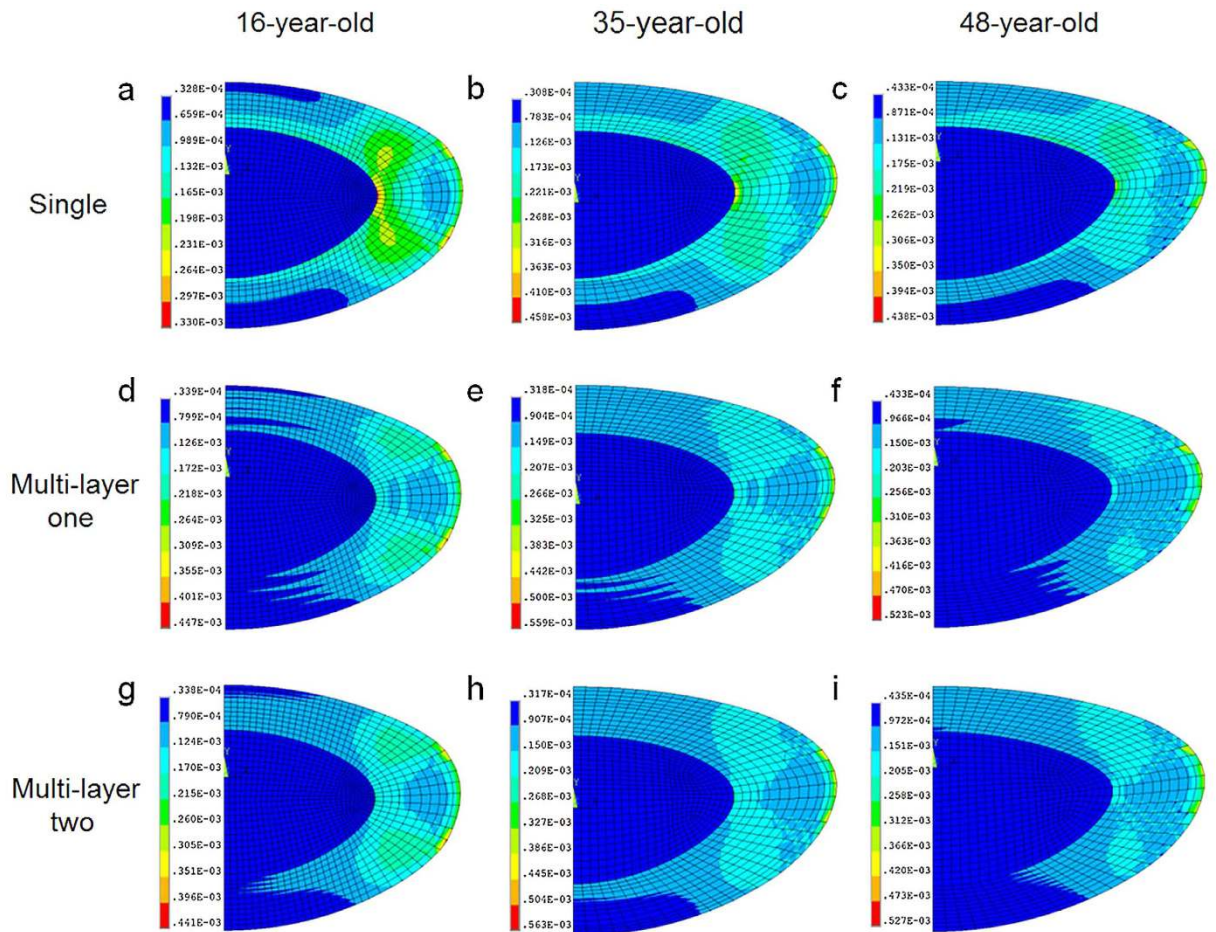 16-year-old 35-year-old 48-year-old
a b c
Single
.328E-04
.659E-04
.989E-04
.132E-03
.165E-03
.198E-03
.231E-03
.264E-03
.297E-03
.330E-03
Y
.308E-04
.783E-04
.126E-03
.173E-03
.221E-03
.268E-03
.316E-03
.363E-03
.410E-03
.458E-03
Y
.433E-04
.871E-04
.131E-03
.175E-03
.219E-03
.262E-03
.306E-03
.350E-03
.394E-03
.438E-03
Y
d e f
Multi-layer
one
.339E-04
.799E-04
.126E-03
.172E-03
.218E-03
.264E-03
.309E-03
.355E-03
.401E-03
.447E-03
Y
.318E-04
.904E-04
.149E-03
.207E-03
.266E-03
.325E-03
.383E-03
.442E-03
.500E-03
.559E-03
Y
.433E-04
.966E-04
.150E-03
.203E-03
.256E-03
.310E-03
.363E-03
.416E-03
.470E-03
.523E-03
Y
g h i
Multi-layer
two
.338E-04
.790E-04
.124E-03
.170E-03
.215E-03
.260E-03
.305E-03
.351E-03
.396E-03
.441E-03
Y
.317E-04
.907E-04
.150E-03
.209E-03
.268E-03
.327E-03
.386E-03
.445E-03
.504E-03
.563E-03
Y
.435E-04
.972E-04
.151E-03
.205E-03
.258E-03
.312E-03
.366E-03
.420E-03
.473E-03
.527E-03
Y